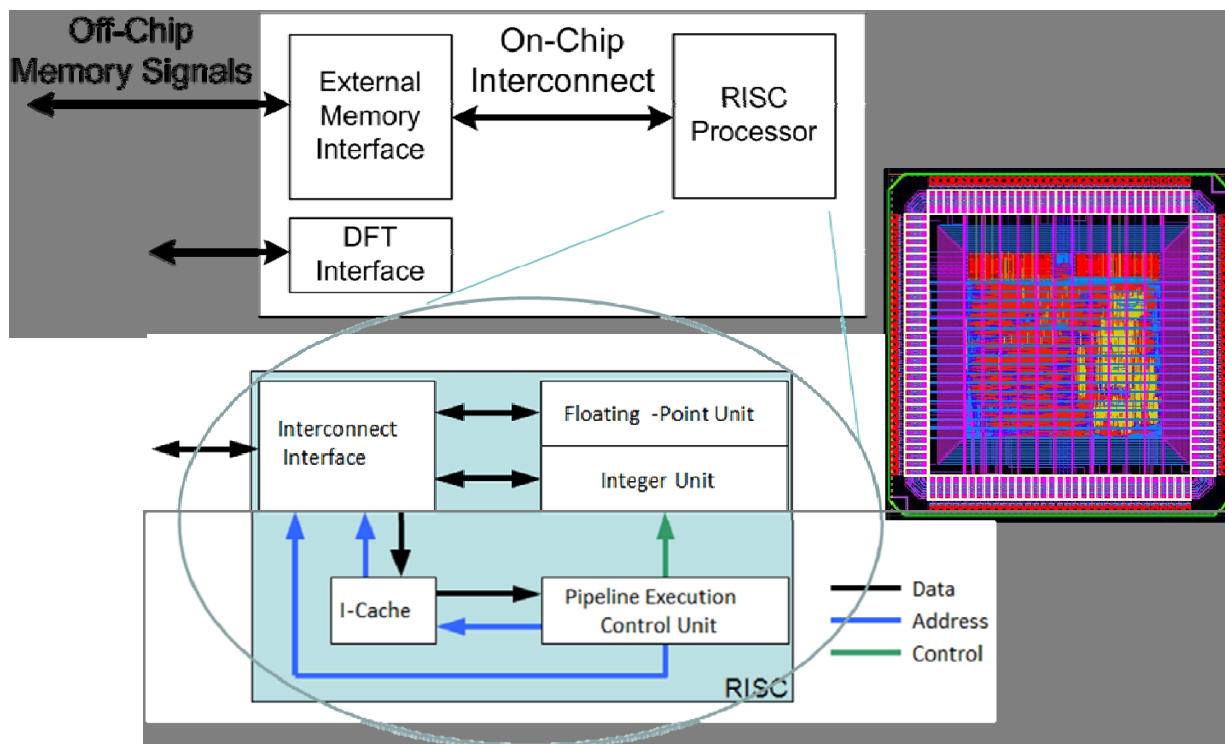 Off-Chip
Memory Signals
External
Memory
Interface
On-Chip
Interconnect
RISC
Processor
DFT
Interface
Interconnect
Interface
Floating -Point Unit
Integer Unit
I-Cache
Pipeline Execution
Control Unit
RISC
Data
Address
Control